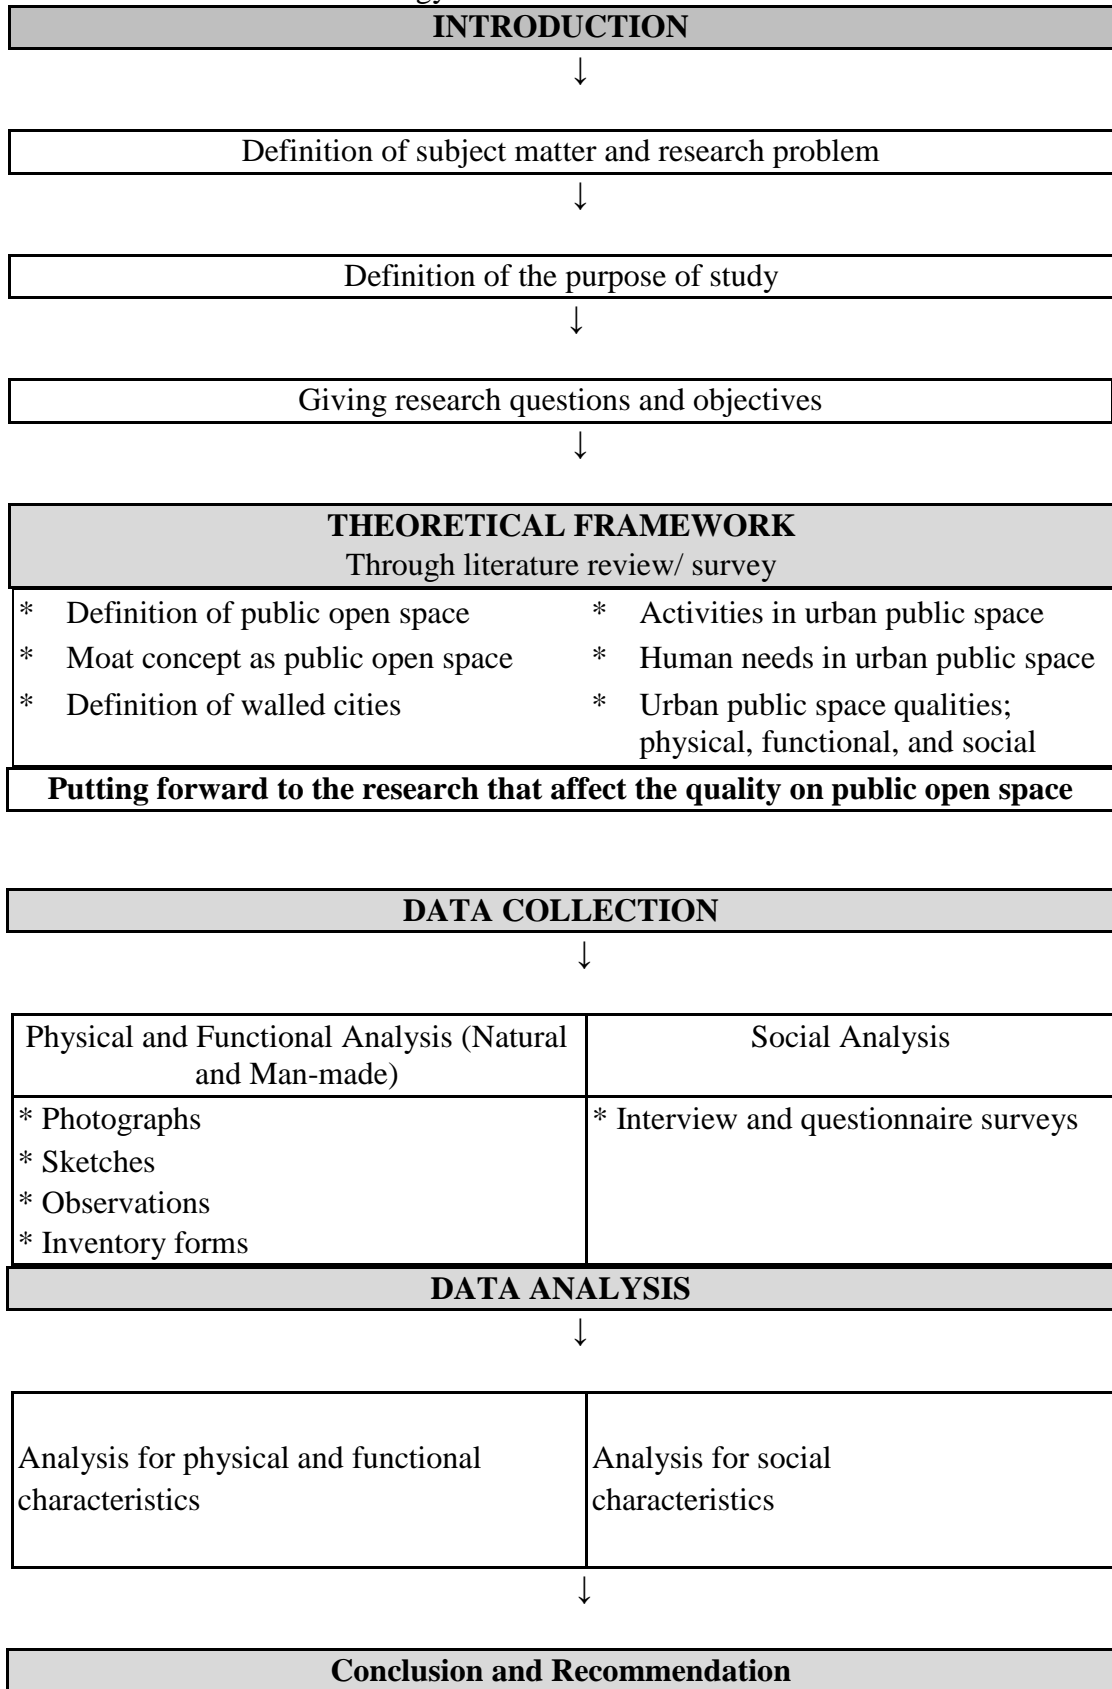 INTRODUCTION
↓
Definition of subject matter and research problem
↓
Definition of the purpose of study
↓
Giving research questions and objectives
↓
THEORETICAL FRAMEWORK
Through literature review/ survey
* Definition of public open space
* Moat concept as public open space
* Definition of walled cities
* Activities in urban public space
* Human needs in urban public space
* Urban public space qualities;
physical, functional, and social
Putting forward to the research that affect the quality on public open space
DATA COLLECTION
↓
Physical and Functional Analysis (Natural
and Man-made)
Social Analysis
* Photographs
* Sketches
* Observations
* Inventory forms
* Interview and questionnaire surveys
DATA ANALYSIS
↓
Analysis for physical and functional
characteristics
Analysis for social
characteristics
↓
Conclusion and Recommendation